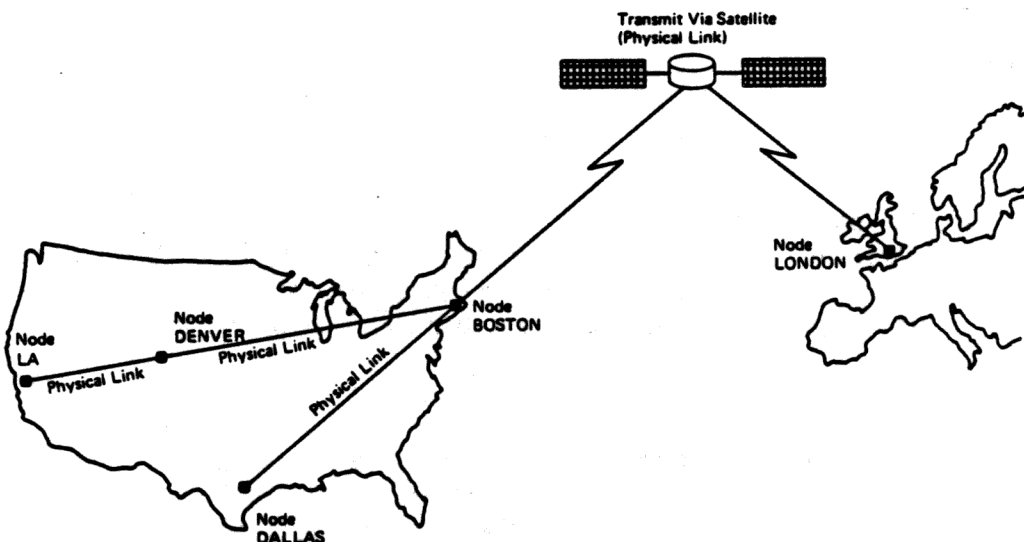 Transmit Via Satellite
(Physical Link)
Node
LONDON
Node
BOSTON
Node
DENVER
Physical Link
Node
LA
Physical Link
Physical Link
Node
DALLAS